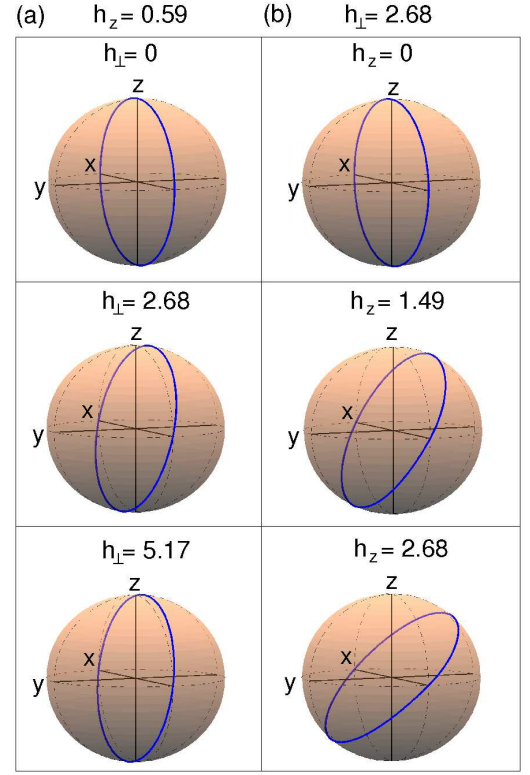 (a) h_z = 0.59 (b) h_⊥ = 2.68
h_⊥ = 0 h_z = 0
z z
x x
y y
h_⊥ = 2.68 h_z = 1.49
z z
x x
y y
h_⊥ = 5.17 h_z = 2.68
z z
x x
y y